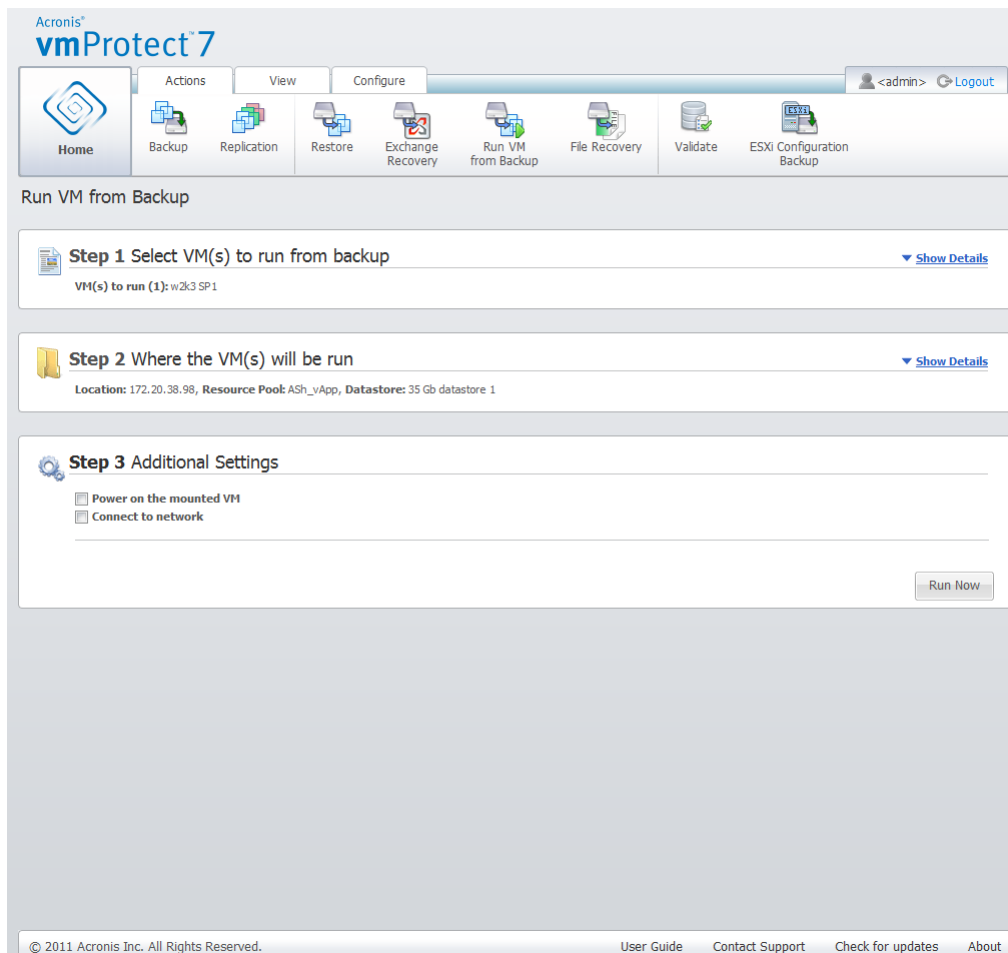 Acronis®
vmProtect™ 7
Actions View Configure
<admin> Logout
Home
Backup
Replication
Restore
Exchange
Recovery
Run VM
from Backup
File Recovery
Validate
ESXi
ESXi Configuration
Backup
Run VM from Backup
Step 1 Select VM(s) to run from backup
Show Details
VM(s) to run (1): w2k3 SP1
Step 2 Where the VM(s) will be run
Show Details
Location: 172.20.38.98, Resource Pool: ASh_vApp, Datastore: 35 Gb datastore 1
Step 3 Additional Settings
Power on the mounted VM
Connect to network
Run Now
© 2011 Acronis Inc. All Rights Reserved.
User Guide Contact Support Check for updates About